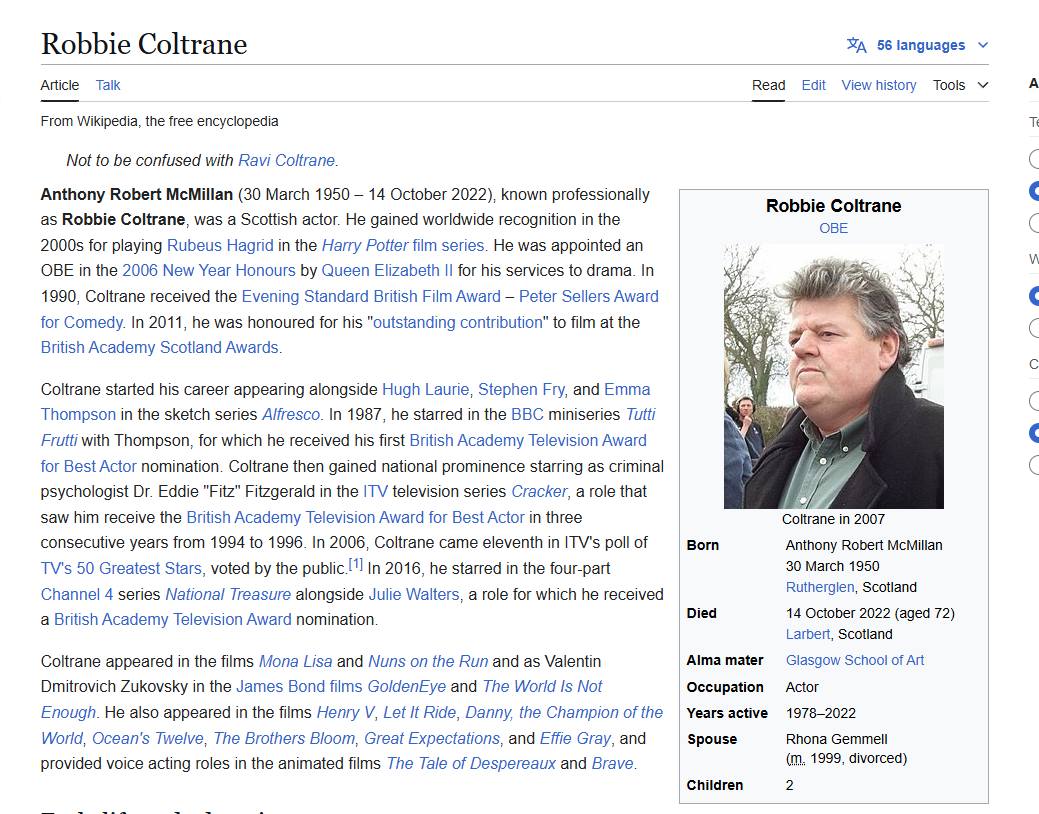 Robbie Coltrane
56 languages
Article Talk
Read Edit View history Tools
From Wikipedia, the free encyclopedia
Not to be confused with Ravi Coltrane.
Anthony Robert McMillan (30 March 1950 – 14 October 2022), known professionally
as Robbie Coltrane, was a Scottish actor. He gained worldwide recognition in the
2000s for playing Rubeus Hagrid in the Harry Potter film series. He was appointed an
OBE in the 2006 New Year Honours by Queen Elizabeth II for his services to drama. In
1990, Coltrane received the Evening Standard British Film Award – Peter Sellers Award
for Comedy. In 2011, he was honoured for his "outstanding contribution" to film at the
British Academy Scotland Awards.
Coltrane started his career appearing alongside Hugh Laurie, Stephen Fry, and Emma
Thompson in the sketch series Alfresco. In 1987, he starred in the BBC miniseries Tutti
Frutti with Thompson, for which he received his first British Academy Television Award
for Best Actor nomination. Coltrane then gained national prominence starring as criminal
psychologist Dr. Eddie "Fitz" Fitzgerald in the ITV television series Cracker, a role that
saw him receive the British Academy Television Award for Best Actor in three
consecutive years from 1994 to 1996. In 2006, Coltrane came eleventh in ITV's poll of
TV's 50 Greatest Stars, voted by the public.[1] In 2016, he starred in the four-part
Channel 4 series National Treasure alongside Julie Walters, a role for which he received
a British Academy Television Award nomination.
Coltrane appeared in the films Mona Lisa and Nuns on the Run and as Valentin
Dmitrovich Zukovsky in the James Bond films GoldenEye and The World Is Not
Enough. He also appeared in the films Henry V, Let It Ride, Danny, the Champion of the
World, Ocean's Twelve, The Brothers Bloom, Great Expectations, and Effie Gray, and
provided voice acting roles in the animated films The Tale of Despereaux and Brave.
Robbie Coltrane
OBE
Coltrane in 2007
Born Anthony Robert McMillan
30 March 1950
Rutherglen, Scotland
Died 14 October 2022 (aged 72)
Larbert, Scotland
Alma mater Glasgow School of Art
Occupation Actor
Years active 1978–2022
Spouse Rhona Gemmell
(m. 1999, divorced)
Children 2